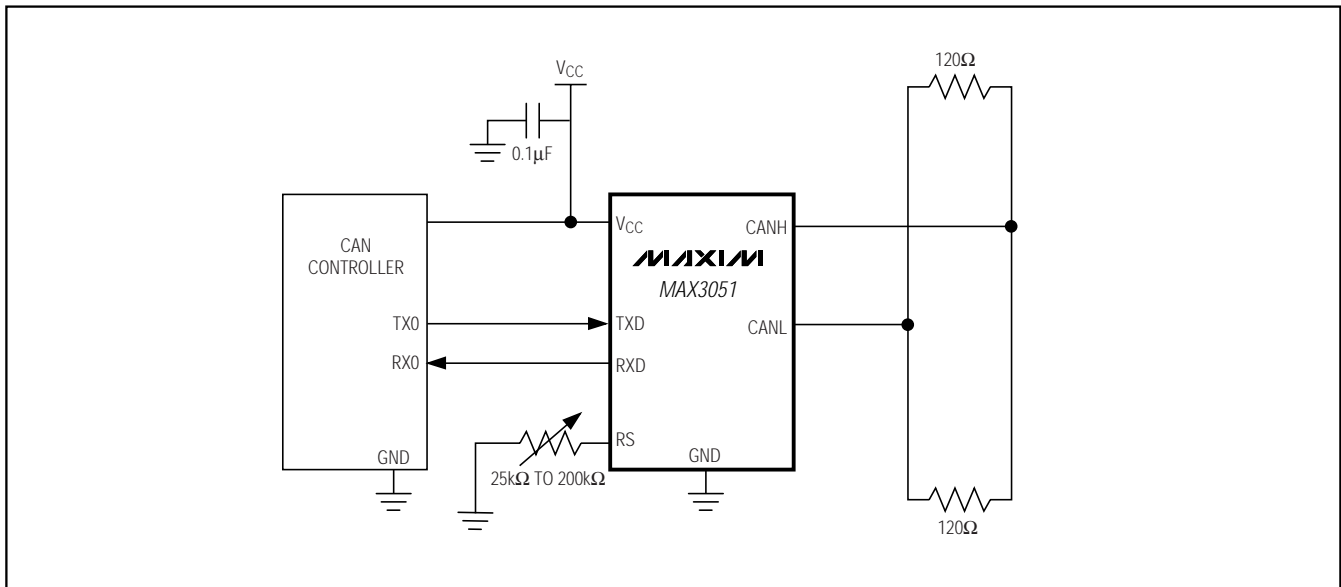 120Ω
VCC
0.1µF
VCC
CANH
CAN
CONTROLLER
MAXIM
MAX3051
TX0
TXD
CANL
RX0
RXD
RS
GND
GND
25kΩ TO 200kΩ
120Ω